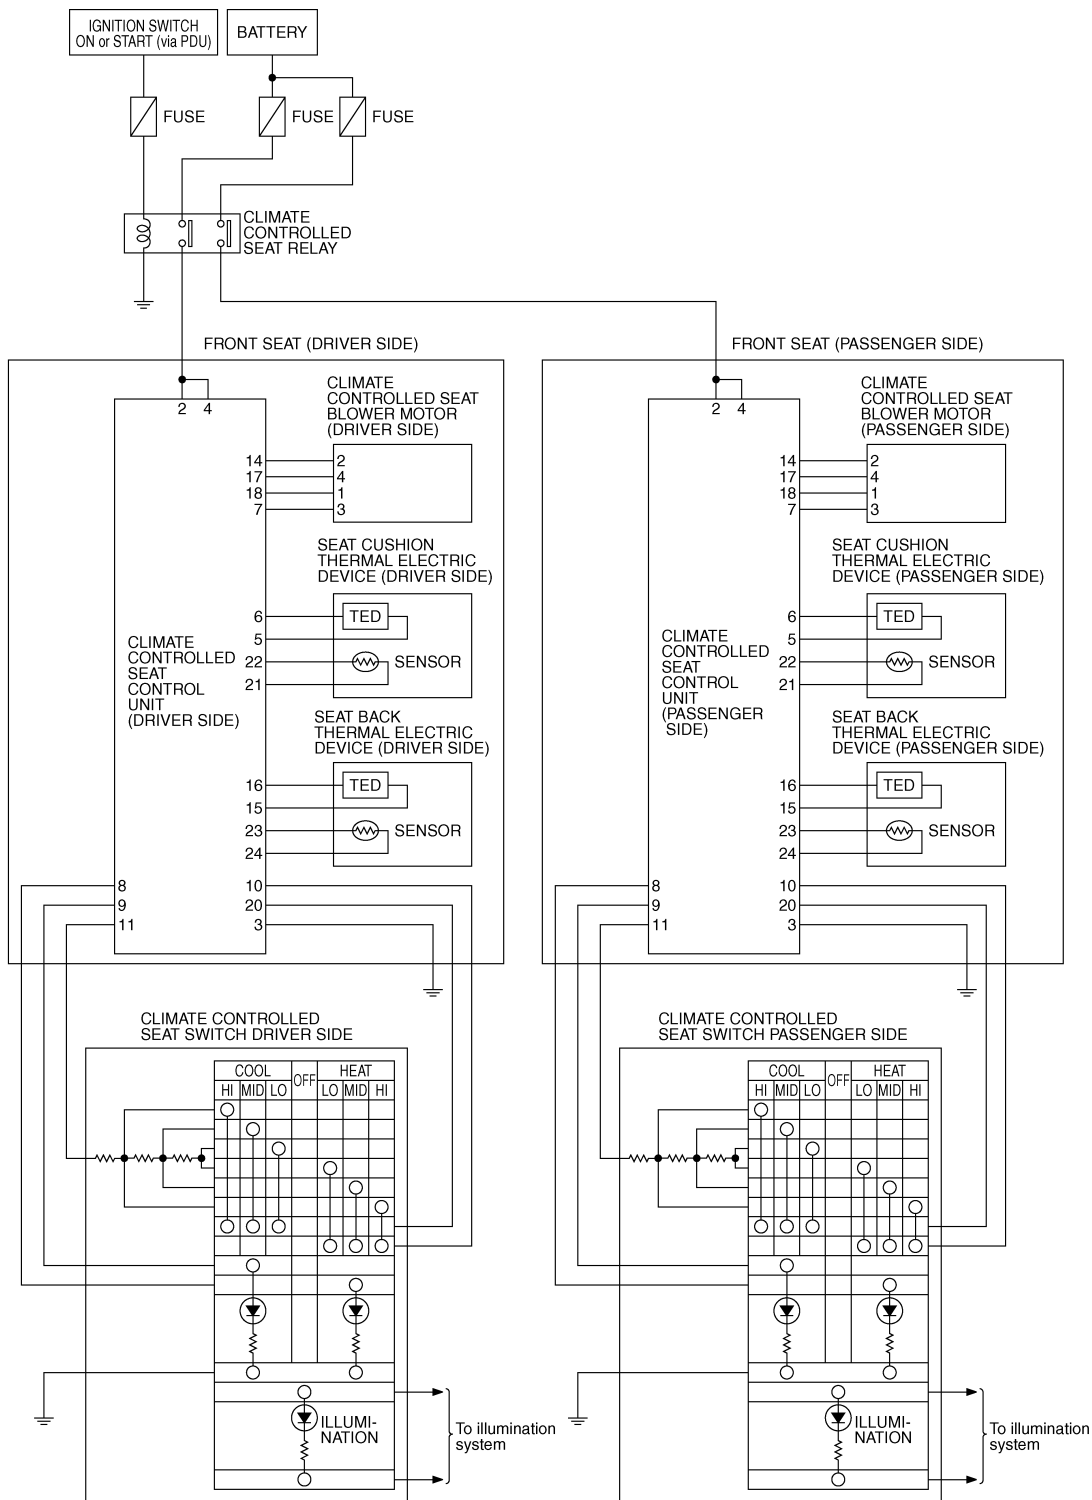 IGNITION SWITCH
ON or START (via PDU)
BATTERY
FUSE
FUSE
FUSE
CLIMATE
CONTROLLED
SEAT RELAY
FRONT SEAT (DRIVER SIDE)
2 4
CLIMATE
CONTROLLED SEAT
BLOWER MOTOR
(DRIVER SIDE)
14 2
17 4
18 1
7 3
SEAT CUSHION
THERMAL ELECTRIC
DEVICE (DRIVER SIDE)
6 TED
5
22 SENSOR
21
CLIMATE
CONTROLLED
SEAT
CONTROL
UNIT
(DRIVER SIDE)
SEAT BACK
THERMAL ELECTRIC
DEVICE (DRIVER SIDE)
16 TED
15
23 SENSOR
24
8 10
9 20
11 3
FRONT SEAT (PASSENGER SIDE)
2 4
CLIMATE
CONTROLLED SEAT
BLOWER MOTOR
(PASSENGER SIDE)
14 2
17 4
18 1
7 3
SEAT CUSHION
THERMAL ELECTRIC
DEVICE (PASSENGER SIDE)
6 TED
5
22 SENSOR
21
CLIMATE
CONTROLLED
SEAT
CONTROL
UNIT
(PASSENGER
SIDE)
SEAT BACK
THERMAL ELECTRIC
DEVICE (PASSENGER SIDE)
16 TED
15
23 SENSOR
24
8 10
9 20
11 3
CLIMATE CONTROLLED
SEAT SWITCH DRIVER SIDE
COOL OFF HEAT
HI MID LO LO MID HI
ILLUMI-
NATION
To illumination
system
CLIMATE CONTROLLED
SEAT SWITCH PASSENGER SIDE
COOL OFF HEAT
HI MID LO LO MID HI
ILLUMI-
NATION
To illumination
system